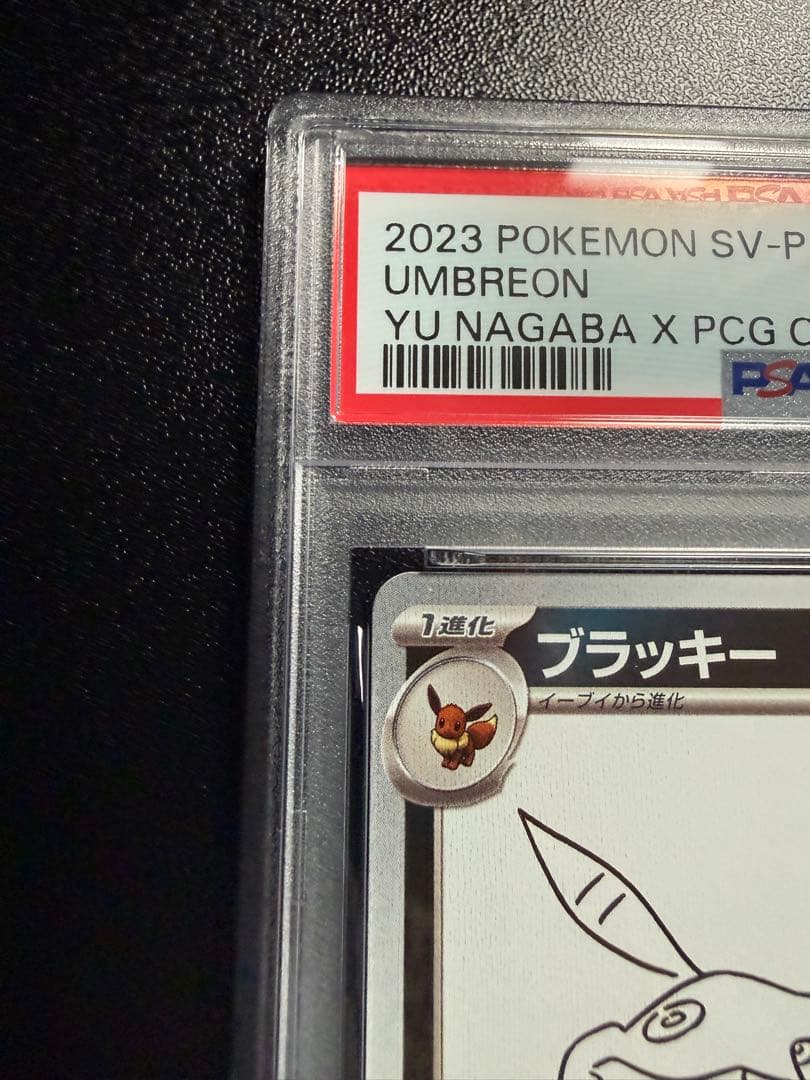 2023 POKEMON SV-P
UMBREON
YU NAGABA X PCG
PSA
1進化
ブラッキー
イーブイから進化